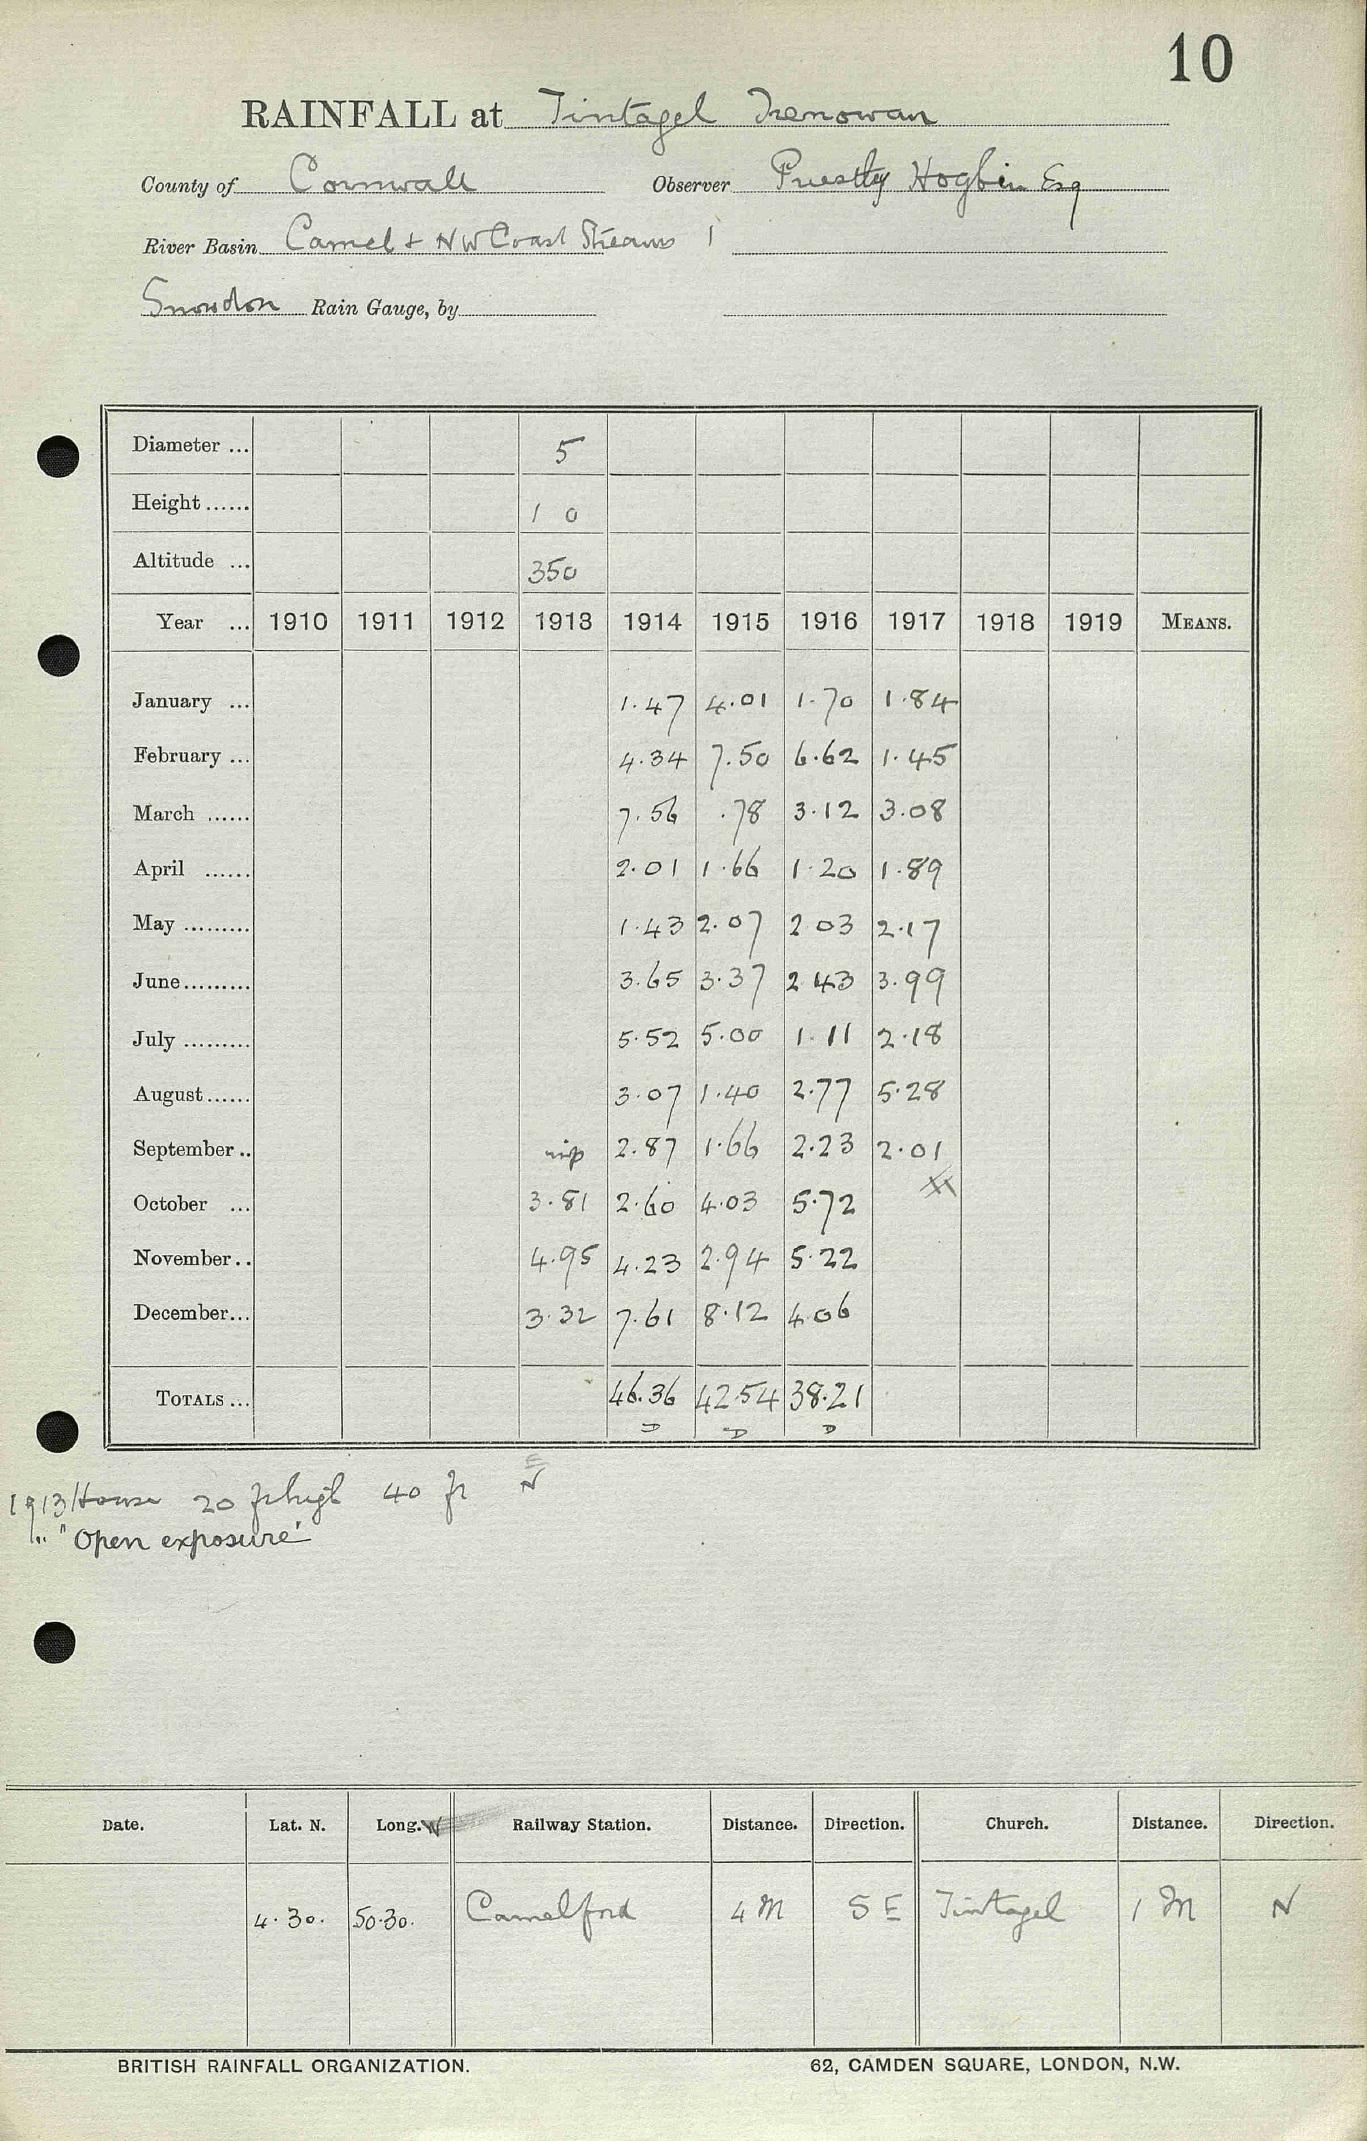 10
RAINFALL at Tintagel Trenowan
County of Cornwall Observer Priestly Hogbin Esq
River Basin Camel & NW Coast Streams 1
Snowdon Rain Gauge, by
Diameter ... 5
Height ...... 1 0
Altitude ... 350
Year ... 1910 1911 1912 1913 1914 1915 1916 1917 1918 1919 MEANS.
January ... 1.47 4.01 1.70 1.84
February ... 4.34 7.50 6.62 1.45
March ...... 7.56 .78 3.12 3.08
April ...... 2.01 1.66 1.20 1.89
May ......... 1.43 2.07 2.03 2.17
June ......... 3.65 3.37 2.43 3.99
July ......... 5.52 5.00 1.11 2.18
August ...... 3.07 1.40 2.77 5.28
September .. 2.87 1.66 2.23 2.01
October ... 3.81 2.60 4.03 5.72
November .. 4.95 4.23 2.94 5.22
December ... 3.32 7.61 8.12 4.06
TOTALS ... 46.36 42.54 38.21
D D D
1913 House 20 ft high 40 ft N E
" "Open exposure"
Date. Lat. N. Long. W Railway Station. Distance. Direction. Church. Distance. Direction.
4.30. 50.30. Camelford 4 M S E Tintagel 1 M N
BRITISH RAINFALL ORGANIZATION. 62, CAMDEN SQUARE, LONDON, N.W.